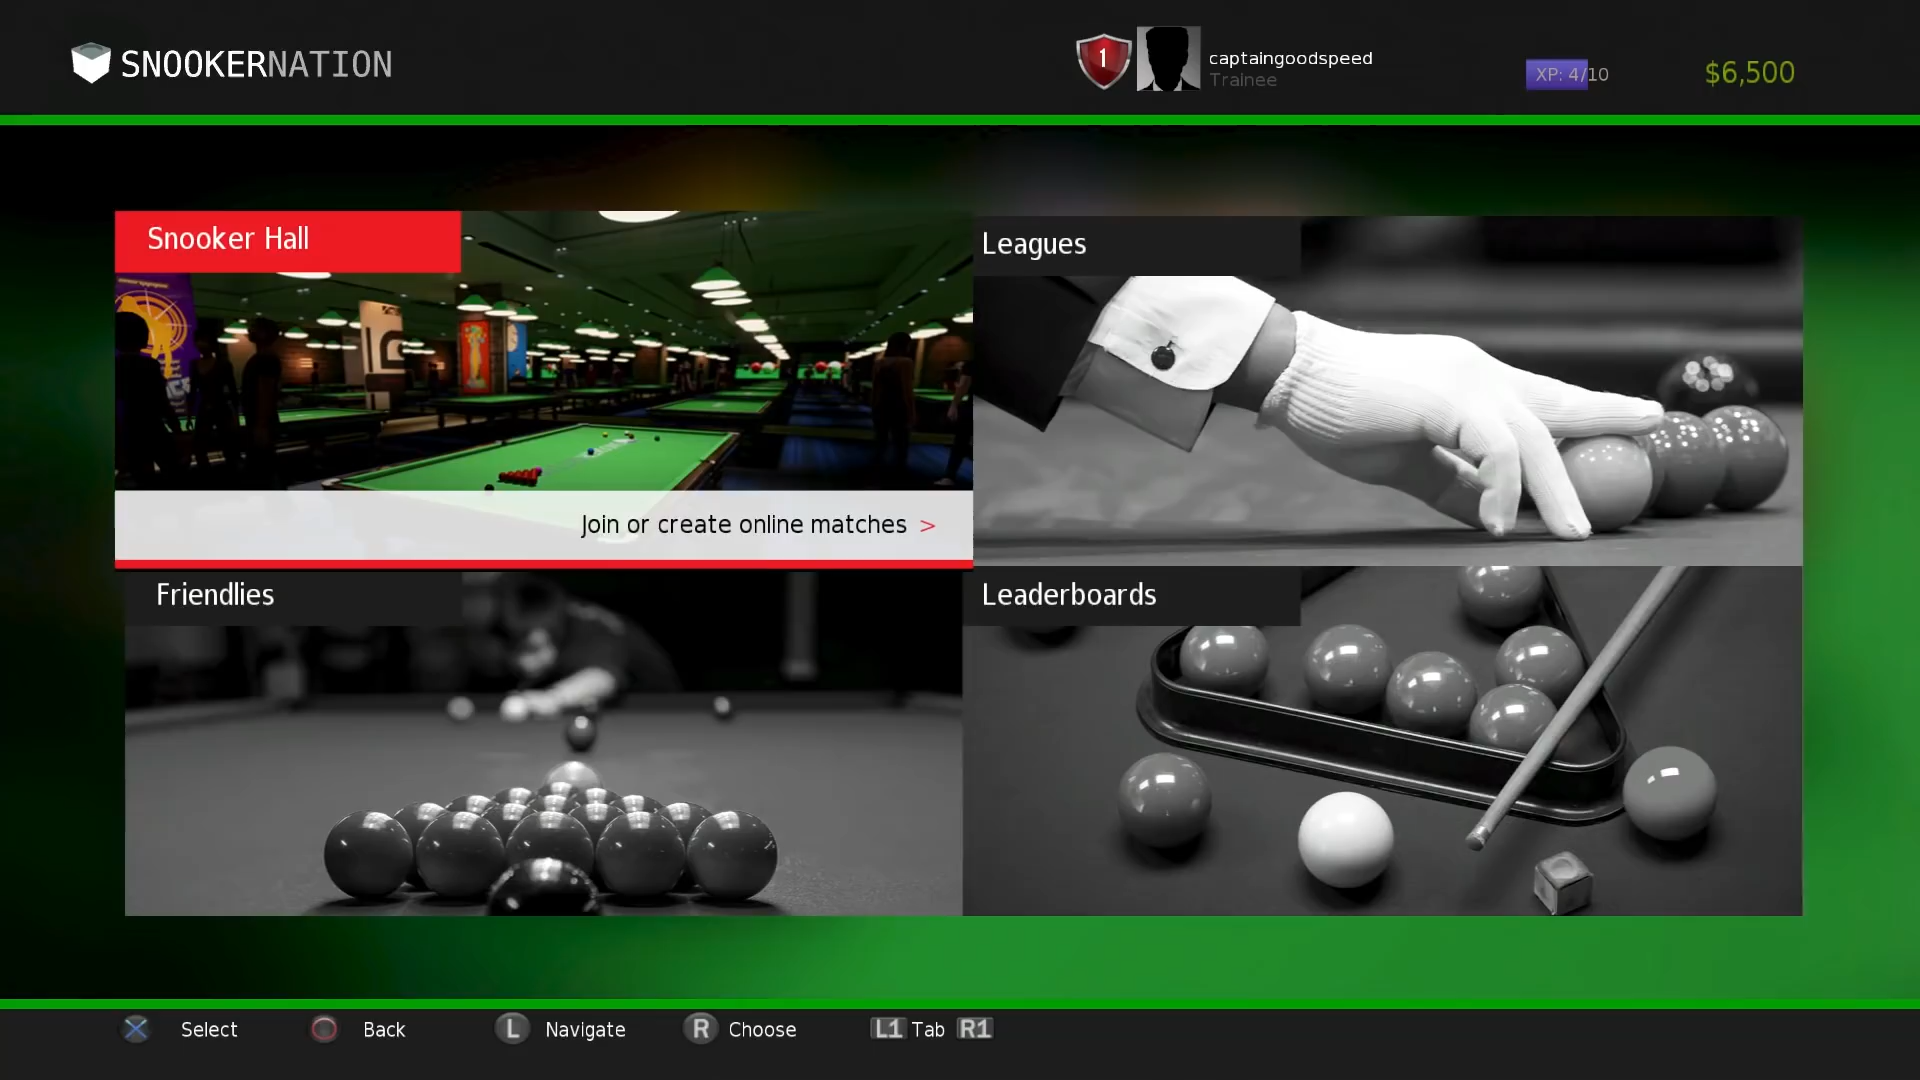 SNOOKERNATION
1
captaingoodspeed
Trainee
XP: 4/10
$6,500
Snooker Hall
Leagues
Join or create online matches >
Friendlies
Leaderboards
Select
Back
L Navigate
R Choose
L1 Tab R1